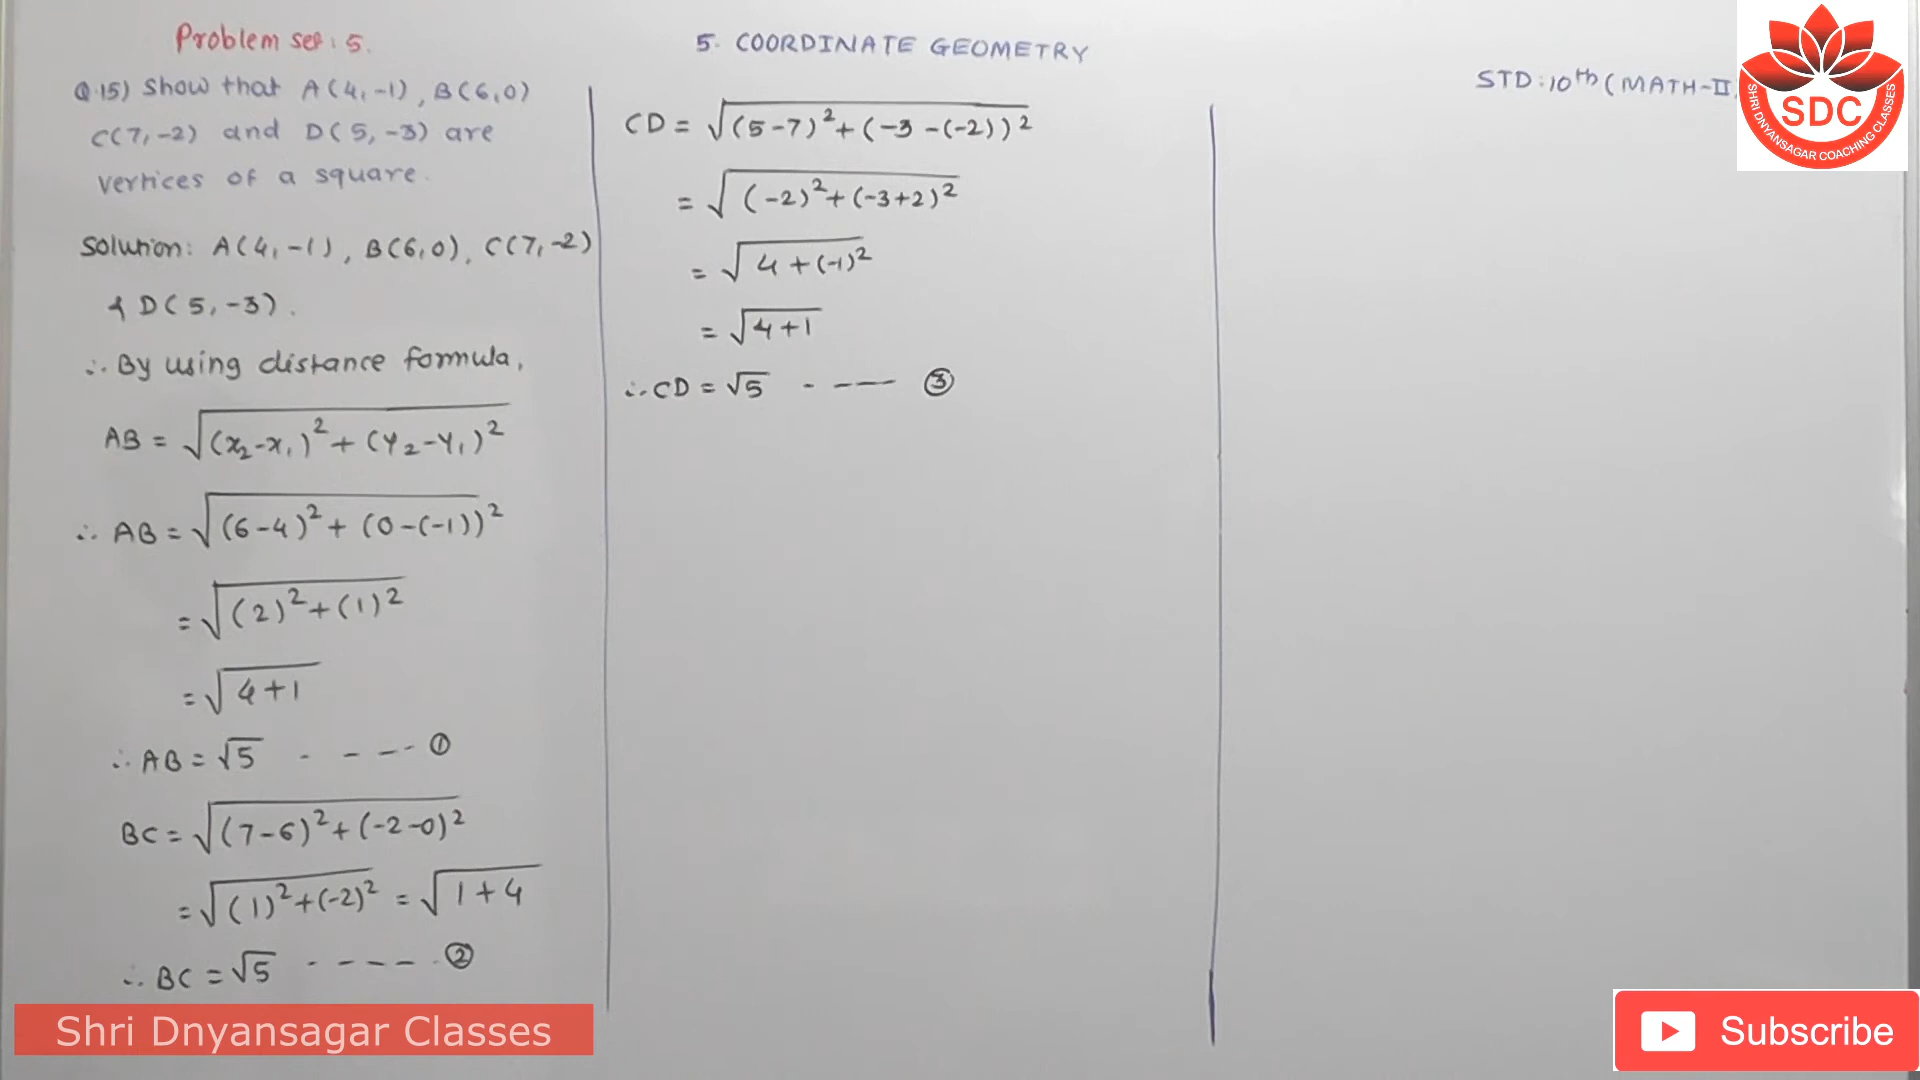 Problem set: 5.
Q.15) Show that A(4,-1), B(6,0)
C(7,-2) and D(5,-3) are
vertices of a square.
Solution: A(4,-1), B(6,0), C(7,-2)
& D(5,-3).
∴ By using distance formula,
AB = √(x₂-x₁)² + (Y₂-Y₁)²
∴ AB = √(6-4)² + (0-(-1))²
= √(2)² + (1)²
= √4+1
∴ AB = √5 - - - - ①
BC = √(7-6)² + (-2-0)²
= √(1)² + (-2)² = √1+4
∴ BC = √5 - - - - - ②
5. COORDINATE GEOMETRY
CD = √(5-7)² + (-3-(-2))²
= √(-2)² + (-3+2)²
= √4+(-1)²
= √4+1
∴ CD = √5 - - - - ③
STD: 10th (MATH-II
SDC
SHRI DNYANSAGAR COACHING CLASSES
Shri Dnyansagar Classes
Subscribe